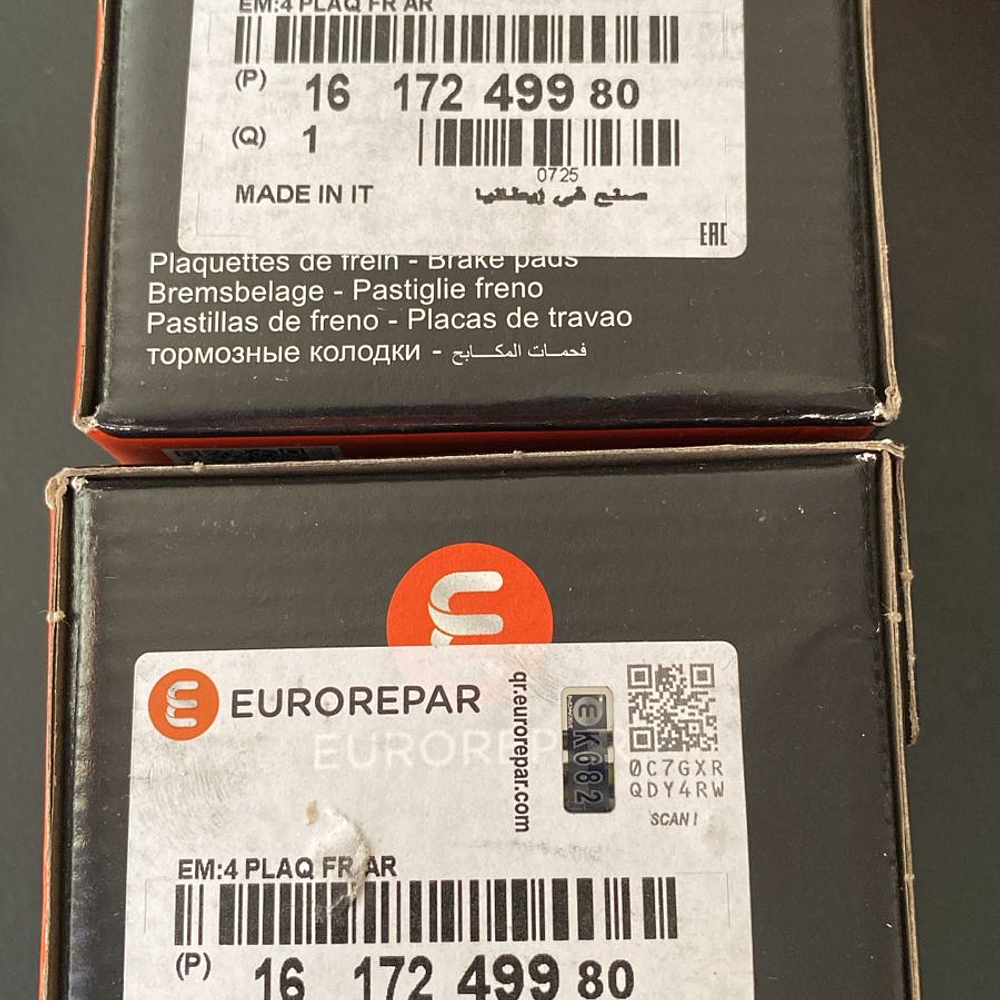 EM:4 PLAQ FR AR
(P) 16 172 499 80
(Q) 1
0725
MADE IN IT صنع في إيطاليا
EAC
Plaquettes de frein - Brake pads
Bremsbelage - Pastiglie freno
Pastillas de freno - Placas de travao
тормозные колодки - فحمات المكابح
EUROREPAR
EUROREPAR
qr.eurorepar.com
K682
0C7GXR
QDY4RW
SCAN!
EM:4 PLAQ FR AR
(P) 16 172 499 80